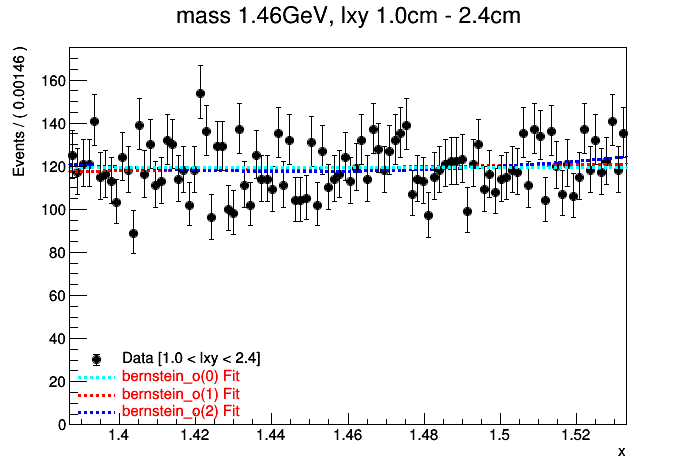 mass 1.46GeV, lxy 1.0cm - 2.4cm
Events / ( 0.00146 )
160
140
120
100
80
60
40
20
0
Data [1.0 < lxy < 2.4]
bernstein_o(0) Fit
bernstein_o(1) Fit
bernstein_o(2) Fit
1.4 1.42 1.44 1.46 1.48 1.5 1.52
x